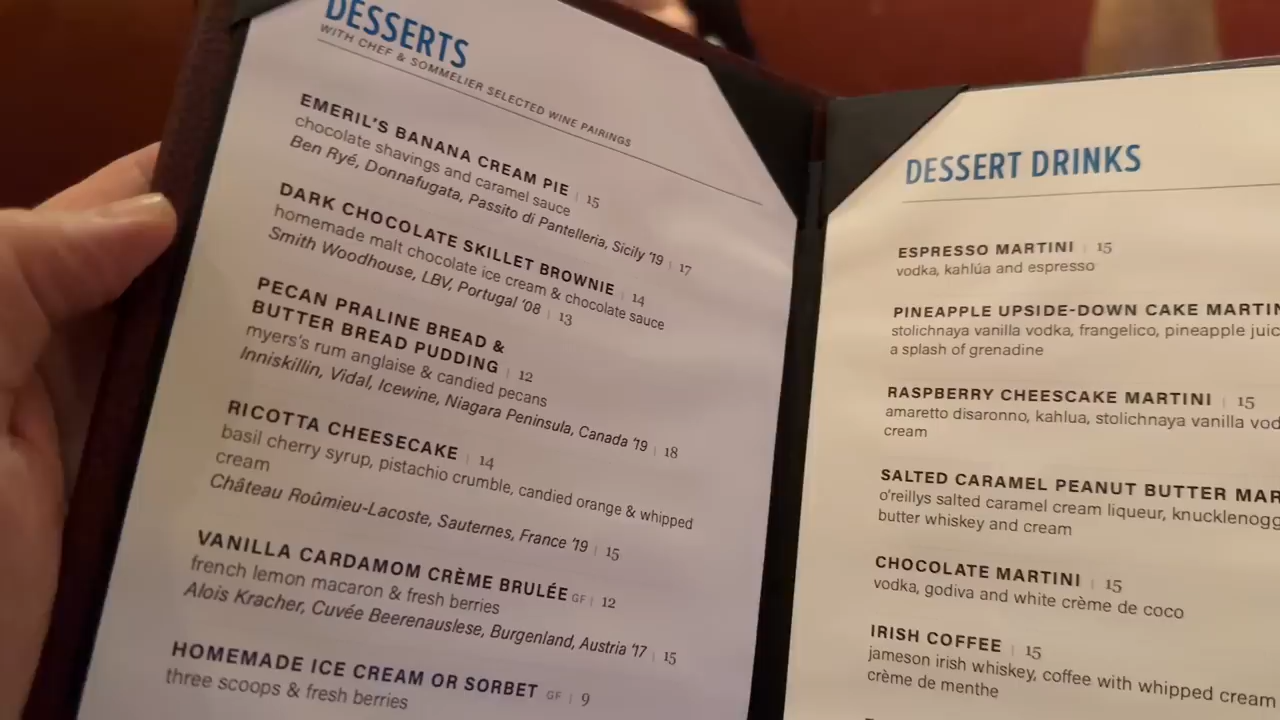 DESSERTS
WITH CHEF & SOMMELIER SELECTED WINE PAIRINGS
EMERIL'S BANANA CREAM PIE | 15
chocolate shavings and caramel sauce
Ben Ryé, Donnafugata, Passito di Pantelleria, Sicily '19 | 17
DARK CHOCOLATE SKILLET BROWNIE | 14
homemade malt chocolate ice cream & chocolate sauce
Smith Woodhouse, LBV, Portugal '08 | 13
PECAN PRALINE BREAD &
BUTTER BREAD PUDDING | 12
myers's rum anglaise & candied pecans
Inniskillin, Vidal, Icewine, Niagara Peninsula, Canada '19 | 18
RICOTTA CHEESECAKE | 14
basil cherry syrup, pistachio crumble, candied orange & whipped
cream
Château Roûmieu-Lacoste, Sauternes, France '19 | 15
VANILLA CARDAMOM CRÈME BRULÉE GF | 12
french lemon macaron & fresh berries
Alois Kracher, Cuvée Beerenauslese, Burgenland, Austria '17 | 15
HOMEMADE ICE CREAM OR SORBET GF | 9
three scoops & fresh berries
DESSERT DRINKS
ESPRESSO MARTINI | 15
vodka, kahlúa and espresso
PINEAPPLE UPSIDE-DOWN CAKE MARTIN
stolichnaya vanilla vodka, frangelico, pineapple juic
a splash of grenadine
RASPBERRY CHEESCAKE MARTINI | 15
amaretto disaronno, kahlua, stolichnaya vanilla vod
cream
SALTED CARAMEL PEANUT BUTTER MAR
o'reillys salted caramel cream liqueur, knucklenogg
butter whiskey and cream
CHOCOLATE MARTINI | 15
vodka, godiva and white crème de coco
IRISH COFFEE | 15
jameson irish whiskey, coffee with whipped cream
crème de menthe